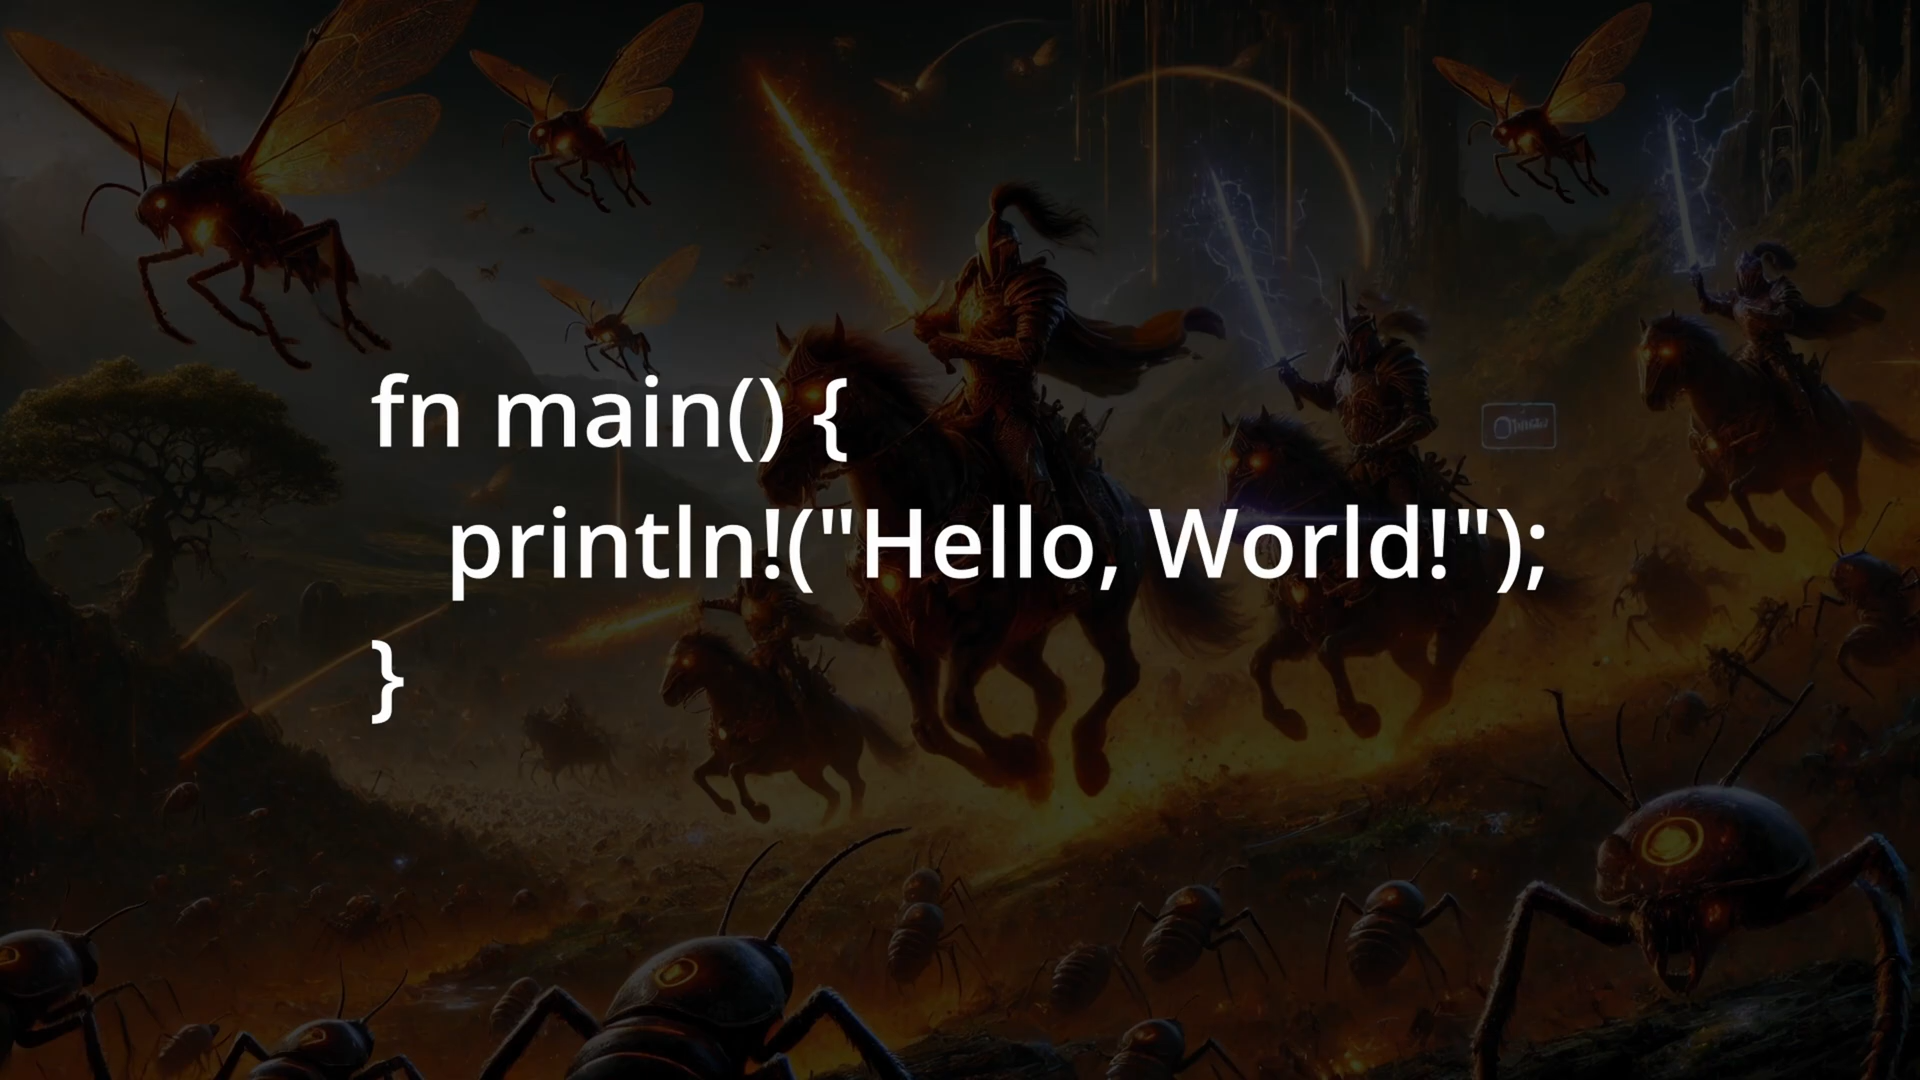 fn main() {
println!("Hello, World!");
}